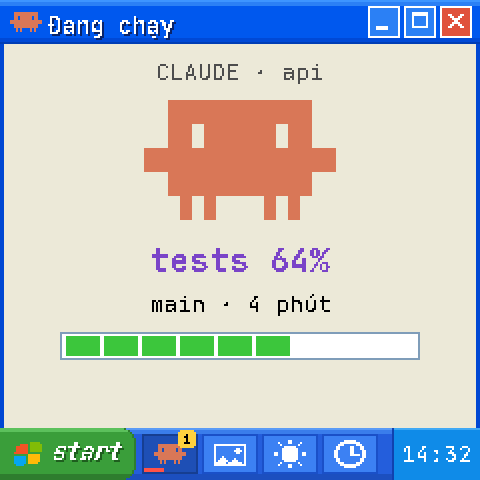 Đang chạy
CLAUDE · api
tests 64%
main · 4 phút
start
1
14:32